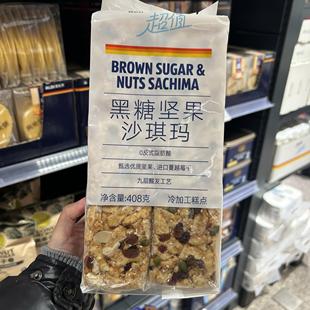 超值
BROWN SUGAR &
NUTS SACHIMA
黑糖坚果
沙琪玛
0反式脂肪酸
甄选优质坚果，进口蔓越莓干
九层酸发工艺
净含量:408克
冷加工糕点